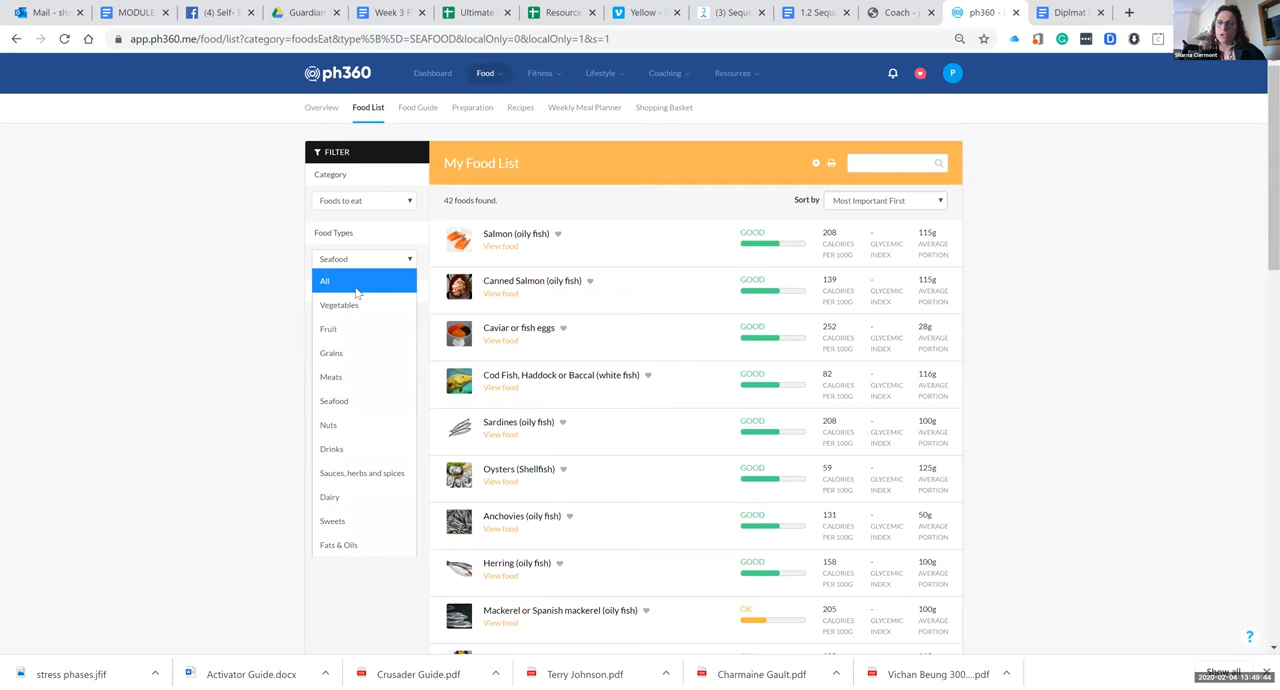 Mail - sha
MODULE
(4) Self-
Guardian
Week 3 F
Ultimate
Resource
Yellow - S
(3) Seque
1.2 Sequ
Coach - p
ph360 -
Diplmat
app.ph360.me/food/list?category=foodsEat&type%5B%5D=SEAFOOD&localOnly=0&localOnly=1&s=1
Sharna Clermont
ph360
Dashboard Food Fitness Lifestyle Coaching Resources
P
Overview Food List Food Guide Preparation Recipes Weekly Meal Planner Shopping Basket
FILTER
Category
Foods to eat
Food Types
Seafood
All
Vegetables
Fruit
Grains
Meats
Seafood
Nuts
Drinks
Sauces, herbs and spices
Dairy
Sweets
Fats & Oils
My Food List
42 foods found.
Sort by Most Important First
Salmon (oily fish)
View food
GOOD
208 CALORIES PER 100G
- GLYCEMIC INDEX
115g AVERAGE PORTION
Canned Salmon (oily fish)
View food
GOOD
139 CALORIES PER 100G
- GLYCEMIC INDEX
115g AVERAGE PORTION
Caviar or fish eggs
View food
GOOD
252 CALORIES PER 100G
- GLYCEMIC INDEX
28g AVERAGE PORTION
Cod Fish, Haddock or Baccal (white fish)
View food
GOOD
82 CALORIES PER 100G
- GLYCEMIC INDEX
116g AVERAGE PORTION
Sardines (oily fish)
View food
GOOD
208 CALORIES PER 100G
- GLYCEMIC INDEX
100g AVERAGE PORTION
Oysters (Shellfish)
View food
GOOD
59 CALORIES PER 100G
- GLYCEMIC INDEX
125g AVERAGE PORTION
Anchovies (oily fish)
View food
GOOD
131 CALORIES PER 100G
- GLYCEMIC INDEX
50g AVERAGE PORTION
Herring (oily fish)
View food
GOOD
158 CALORIES PER 100G
- GLYCEMIC INDEX
100g AVERAGE PORTION
Mackerel or Spanish mackerel (oily fish)
View food
OK
205 CALORIES PER 100G
- GLYCEMIC INDEX
100g AVERAGE PORTION
?
stress phases.jfif
Activator Guide.docx
Crusader Guide.pdf
Terry Johnson.pdf
Charmaine Gault.pdf
Vichan Beung 300....pdf
Show all
2020-02-04 13:49:44